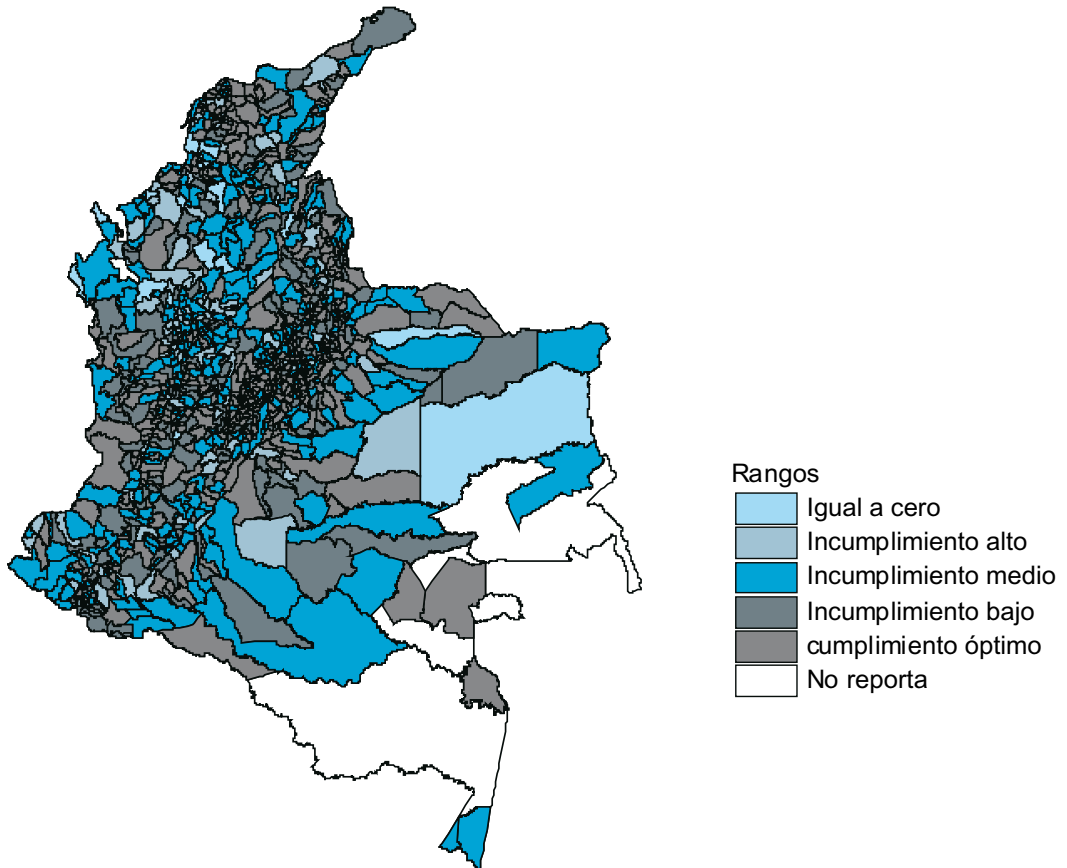 Rangos
Igual a cero
Incumplimiento alto
Incumplimiento medio
Incumplimiento bajo
cumplimiento óptimo
No reporta